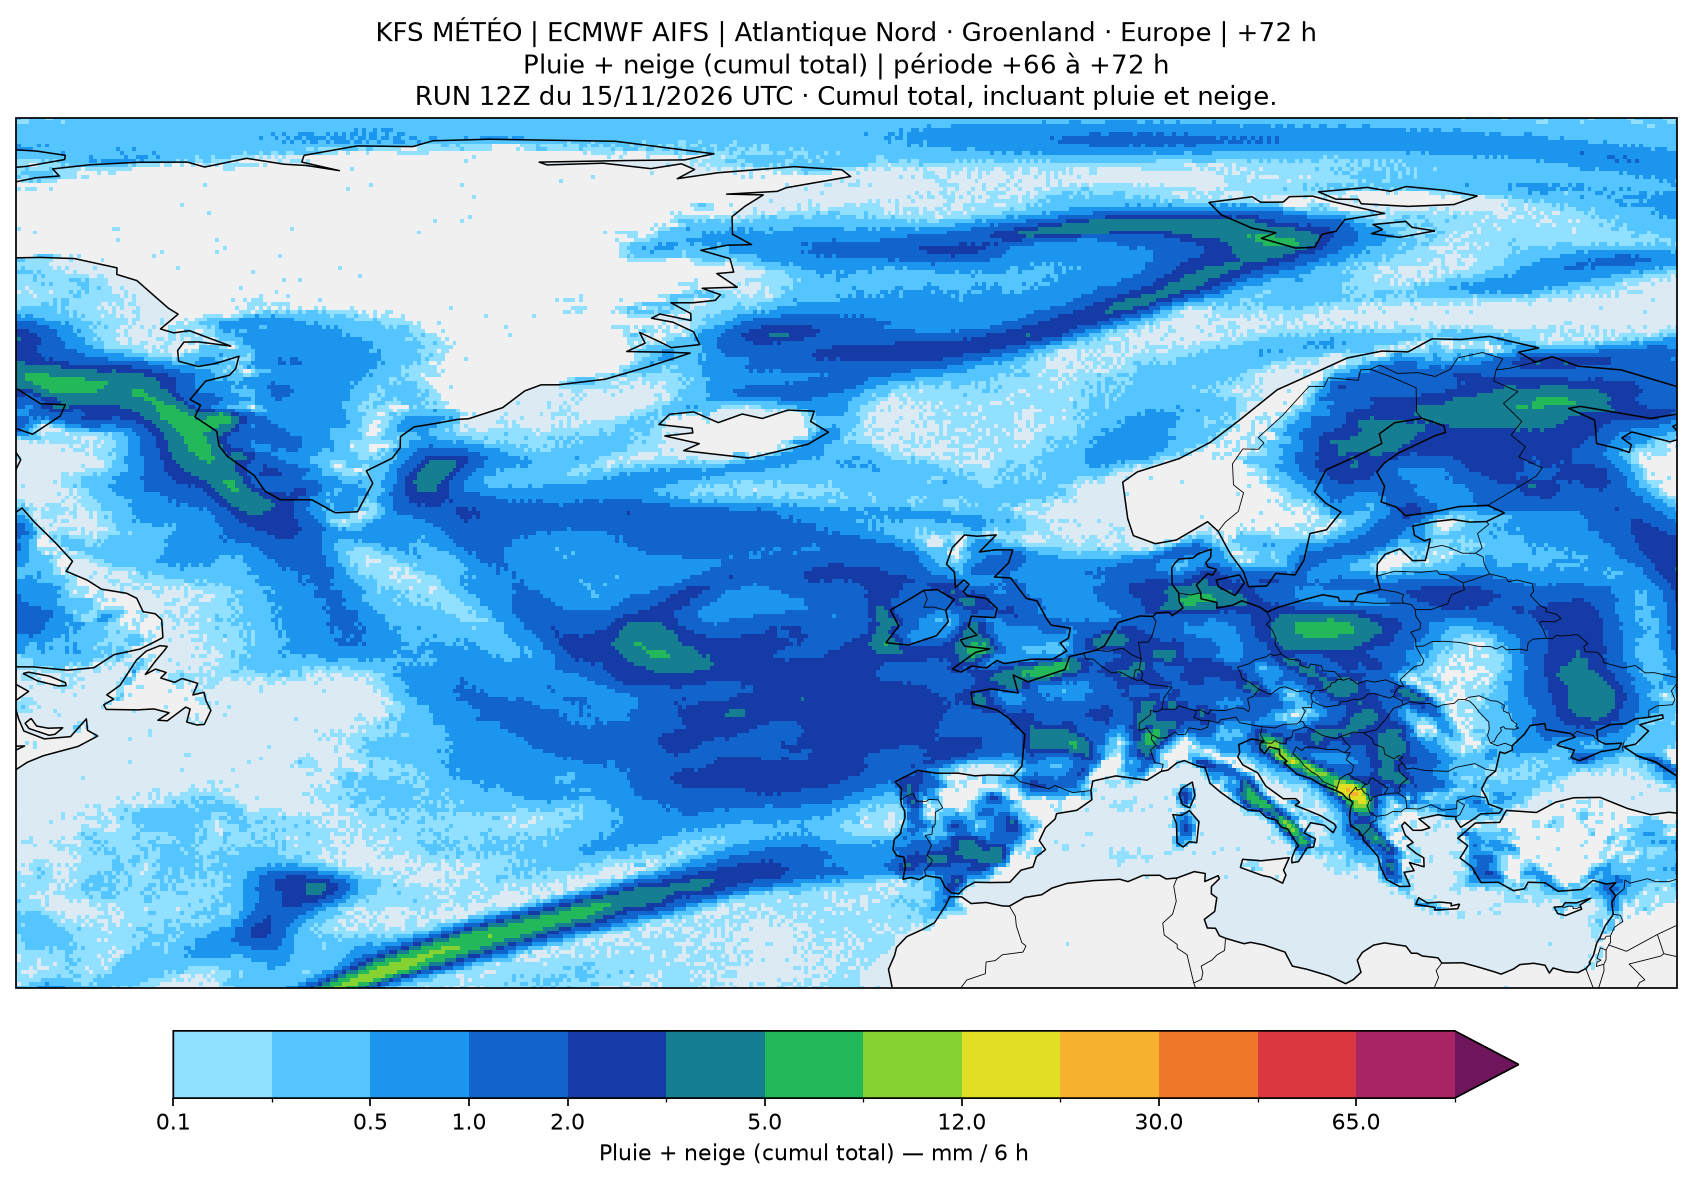 KFS MÉTÉO | ECMWF AIFS | Atlantique Nord · Groenland · Europe | +72 h
Pluie + neige (cumul total) | période +66 à +72 h
RUN 12Z du 15/11/2026 UTC · Cumul total, incluant pluie et neige.
0.1 0.5 1.0 2.0 5.0 12.0 30.0 65.0
Pluie + neige (cumul total) — mm / 6 h